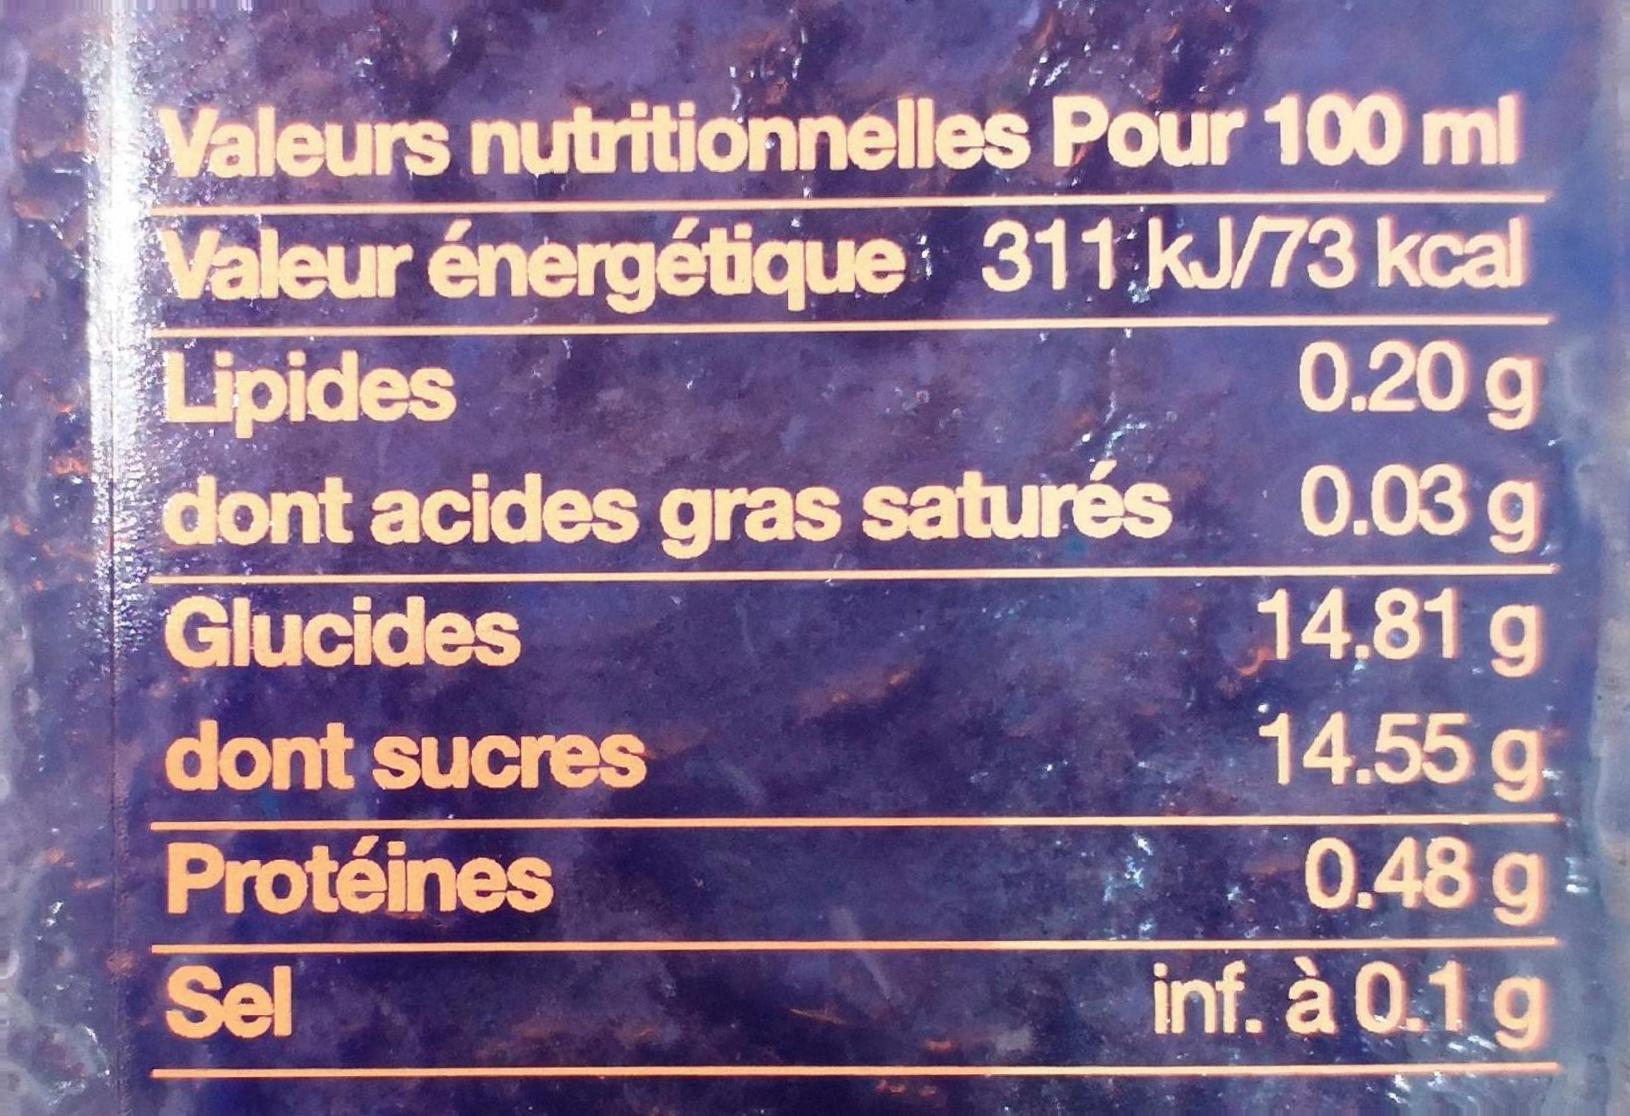 Valeurs nutritionnelles Pour 100 ml
Valeur énergétique 311 kJ/73 kcal
Lipides 0.20 g
dont acides gras saturés 0.03 g
Glucides 14.81 g
dont sucres 14.55 g
Protéines 0.48 g
Sel inf. à 0.1 g